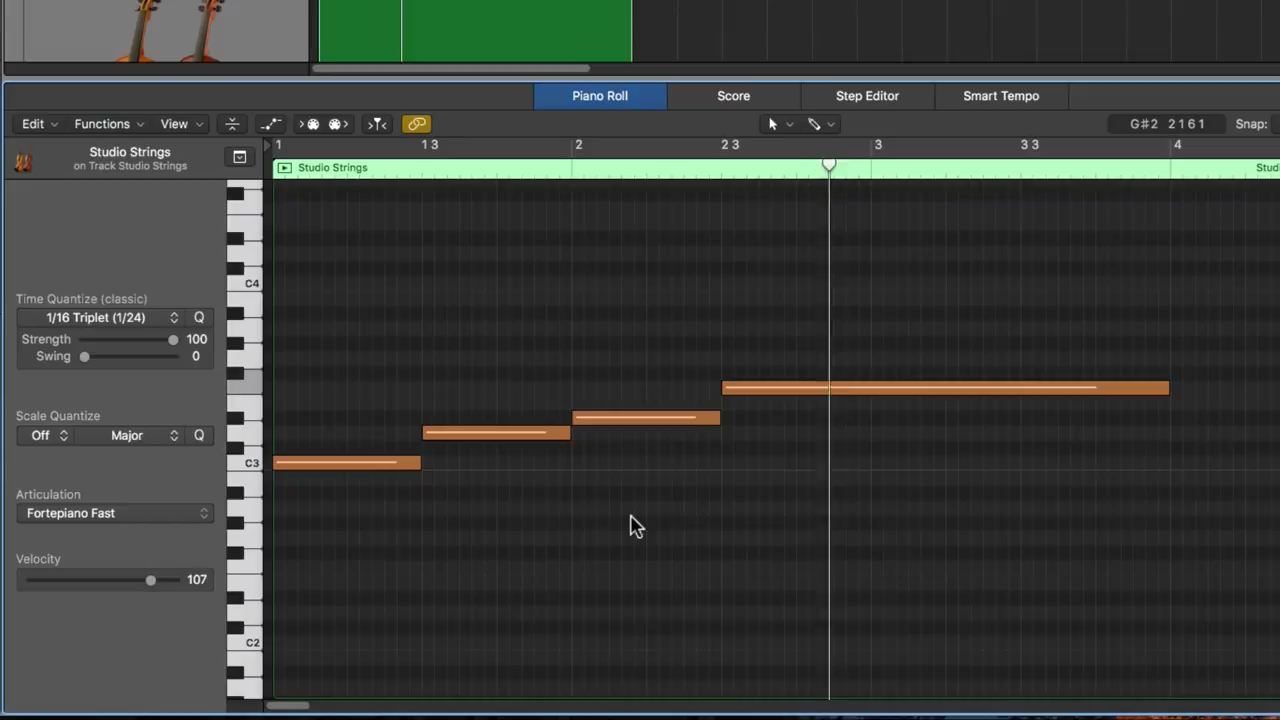 Piano Roll Score Step Editor Smart Tempo
Edit Functions View G#2 2 1 6 1 Snap:
Studio Strings
on Track Studio Strings
1 1 3 2 2 3 3 3 3 4
Studio Strings Stud
C4
Time Quantize (classic)
1/16 Triplet (1/24) Q
Strength 100
Swing 0
Scale Quantize
Off Major Q
C3
Articulation
Fortepiano Fast
Velocity
107
C2